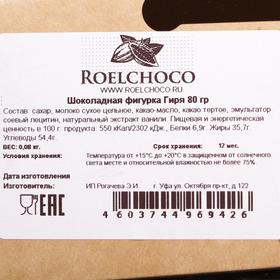 ROELCHOCO
WWW.ROELCHOCO.RU
Шоколадная фигурка Гиря 80 гр
Состав: сахар, молоко сухое цельное, какао-масло, какао тертое, эмульгатор
соевый лецитин, натуральный экстракт ванили. Пищевая и энергетическая
ценность в 100 г. продукта: 550 кКал/2302 кДж., Белки 6,9г. Жиры 35,7г
Углеводы 54,4г.
ВЕС: 0,08 кг. Срок хранения: 12 мес.
Условия хранения: Температура от +15°С до +20°С в защищенном от солнечного
света месте и относительной влажностью не более 75%
Дата изготовления
Изготовитель: ИП Рогачева Э.И. г. Уфа ул. Октября пр-кт, д 122
EAC
4603744969426